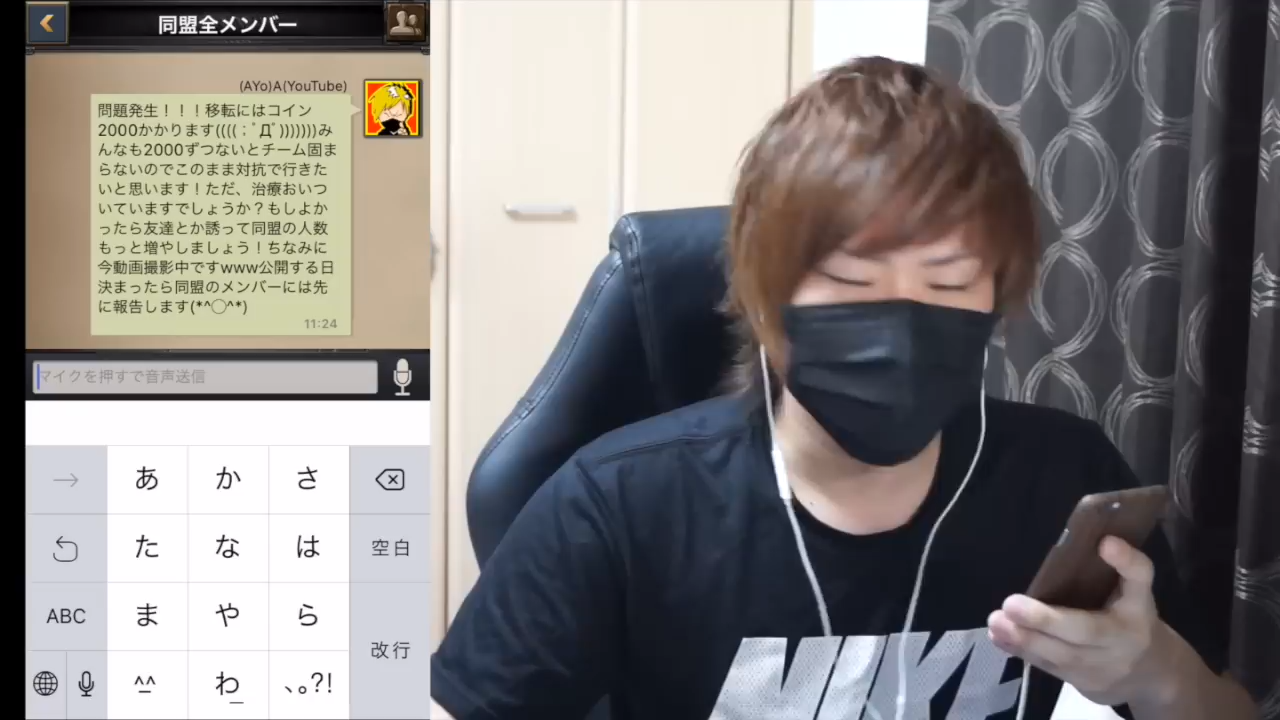 同盟全メンバー
(AYo)A(YouTube)
問題発生！！！移転にはコイン
2000かかります((((；ﾟДﾟ)))))))み
んなも2000ずつないとチーム固ま
らないのでこのまま対抗で行きた
いと思います！ただ、治療おいつ
いていますでしょうか？もしよか
ったら友達とか誘って同盟の人数
もっと増やしましょう！ちなみに
今動画撮影中ですwww公開する日
決まったら同盟のメンバーには先
に報告します(*^◯^*)
11:24
マイクを押すで音声送信
→ あ か さ
た な は 空白
ABC ま や ら
改行
^^ わ_ 、。?!
NIKE